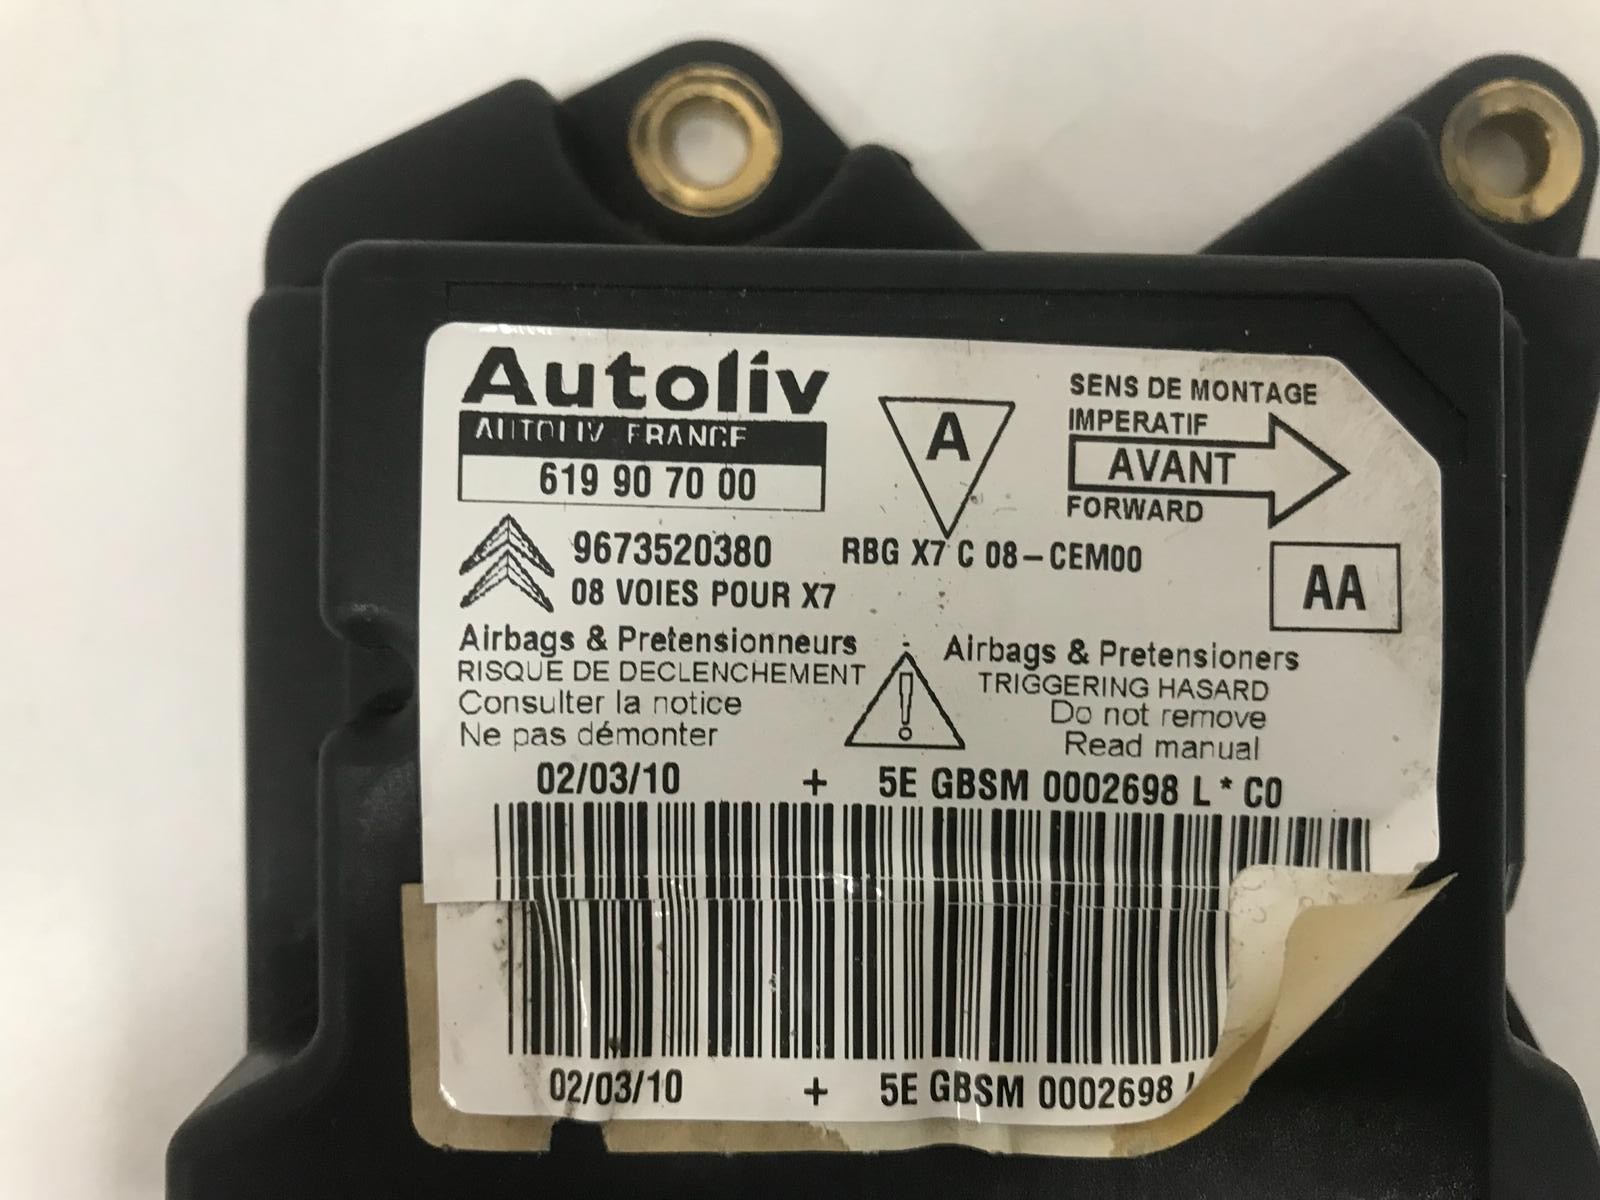 Autoliv
AUTOLIV FRANCE
619 90 70 00
A
SENS DE MONTAGE
IMPERATIF
AVANT
FORWARD
9673520380
RBG X7 C 08-CEM00
08 VOIES POUR X7
AA
Airbags & Pretensionneurs
RISQUE DE DECLENCHEMENT
Consulter la notice
Ne pas démonter
!
Airbags & Pretensioners
TRIGGERING HASARD
Do not remove
Read manual
02/03/10 + 5E GBSM 0002698 L * C0
02/03/10 + 5E GBSM 0002698